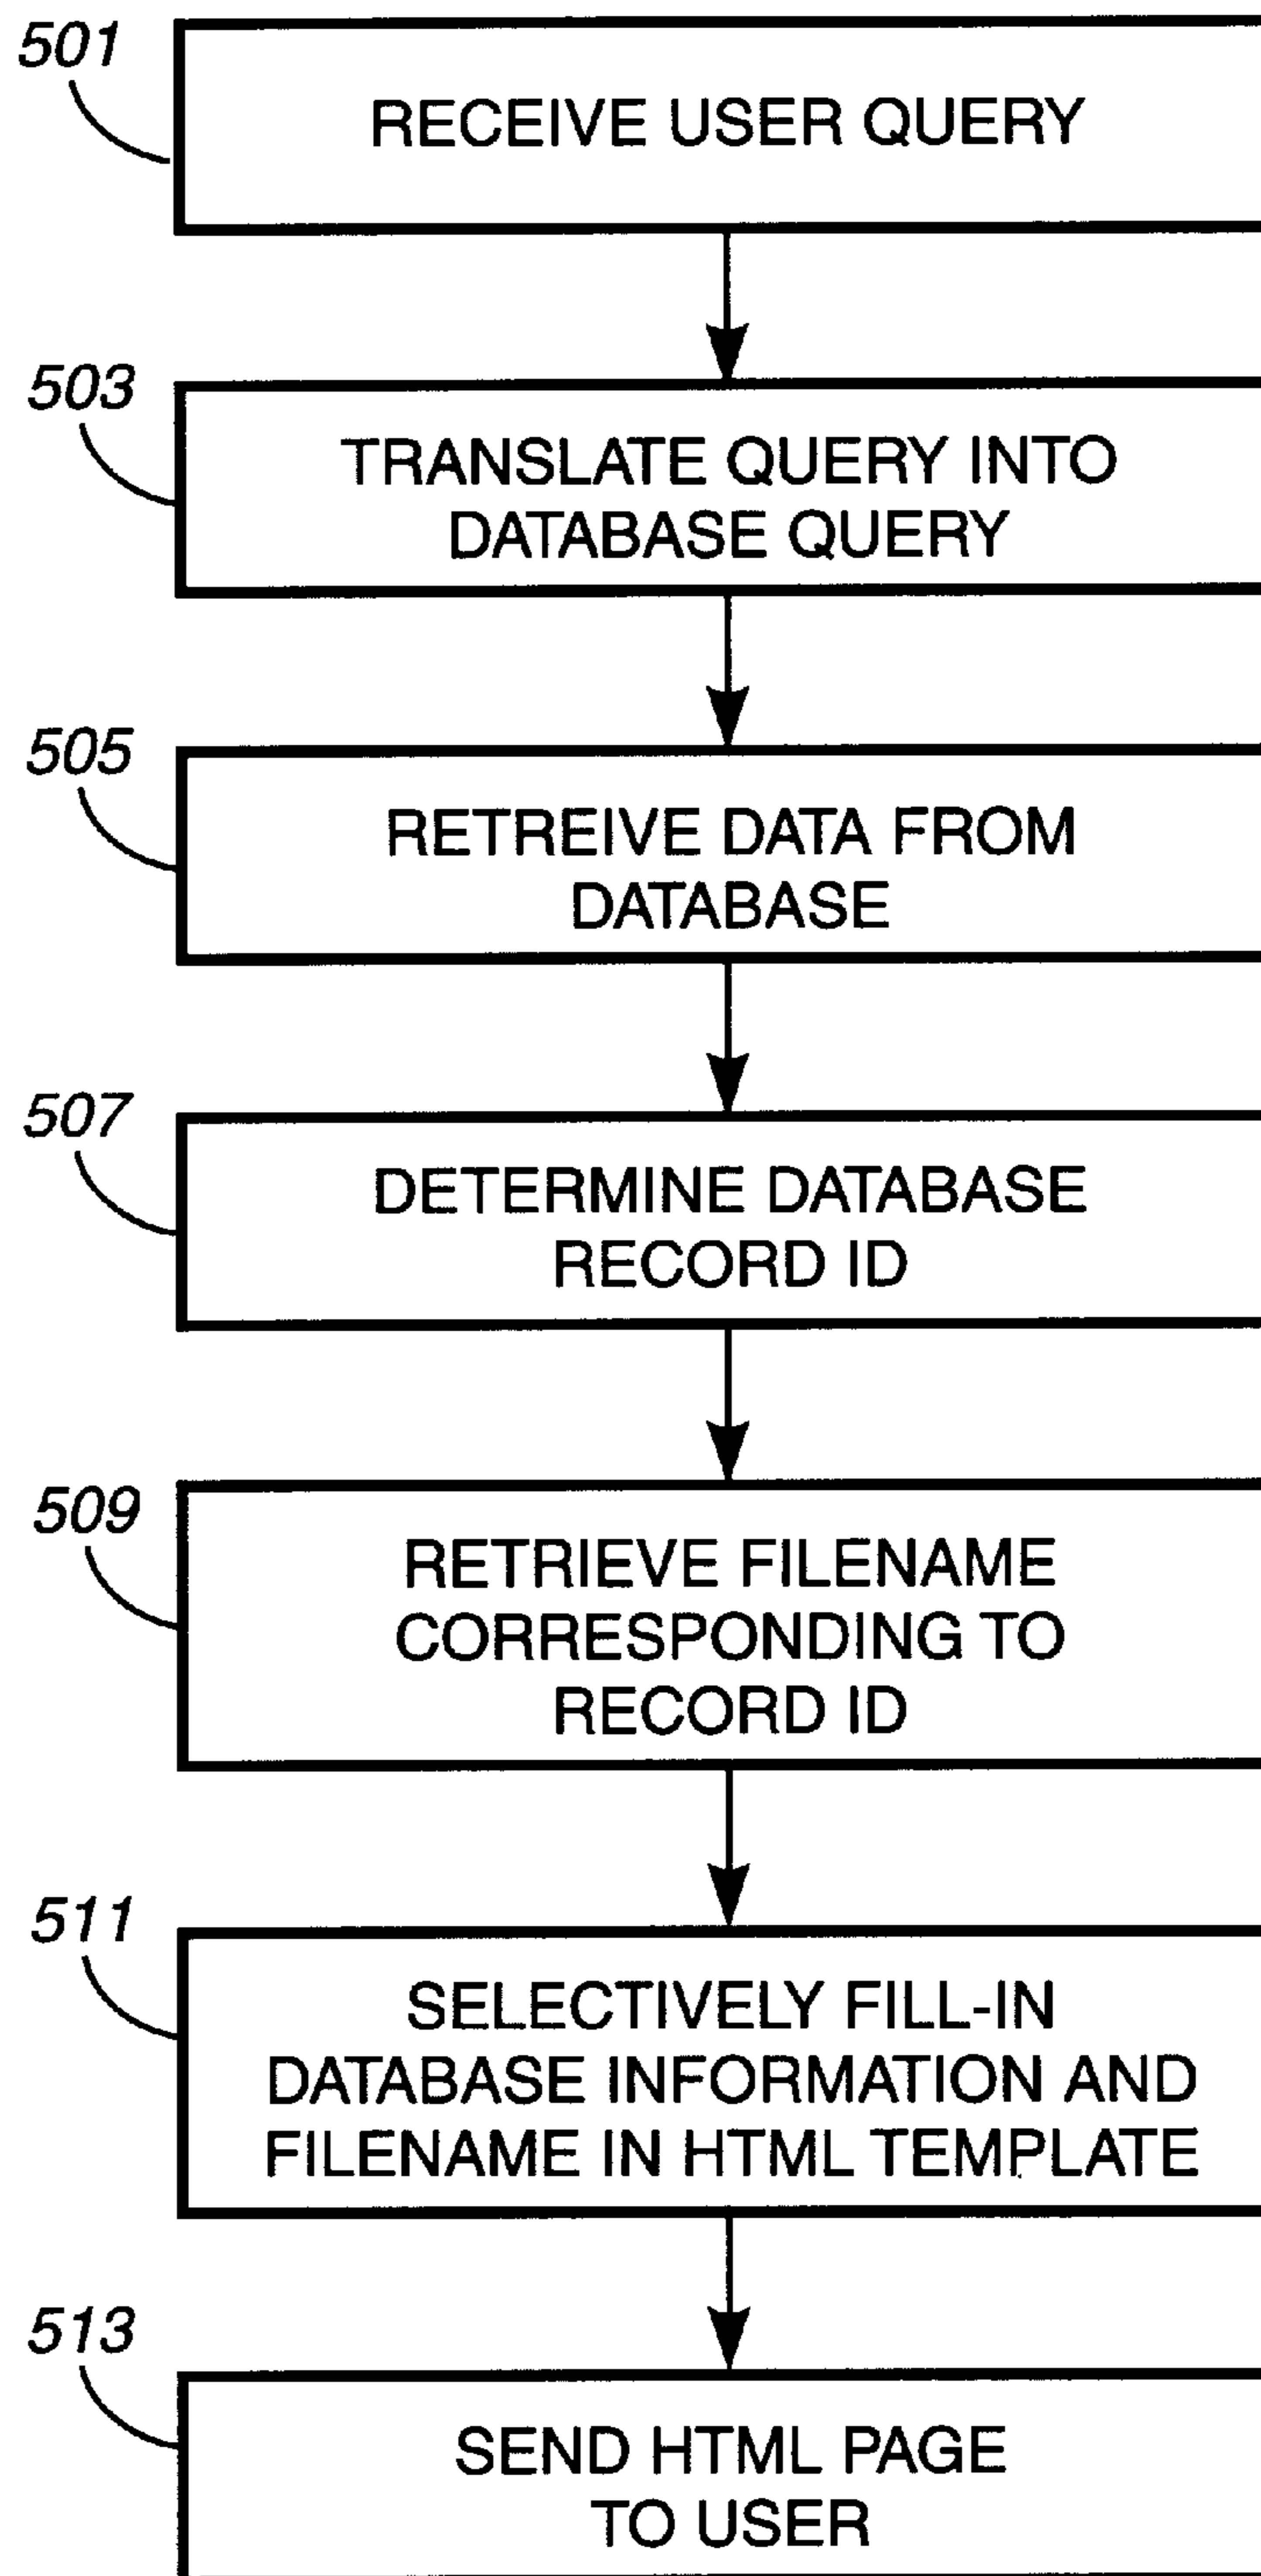 501
RECEIVE USER QUERY
503
TRANSLATE QUERY INTO
DATABASE QUERY
505
RETREIVE DATA FROM
DATABASE
507
DETERMINE DATABASE
RECORD ID
509
RETRIEVE FILENAME
CORRESPONDING TO
RECORD ID
511
SELECTIVELY FILL-IN
DATABASE INFORMATION AND
FILENAME IN HTML TEMPLATE
513
SEND HTML PAGE
TO USER